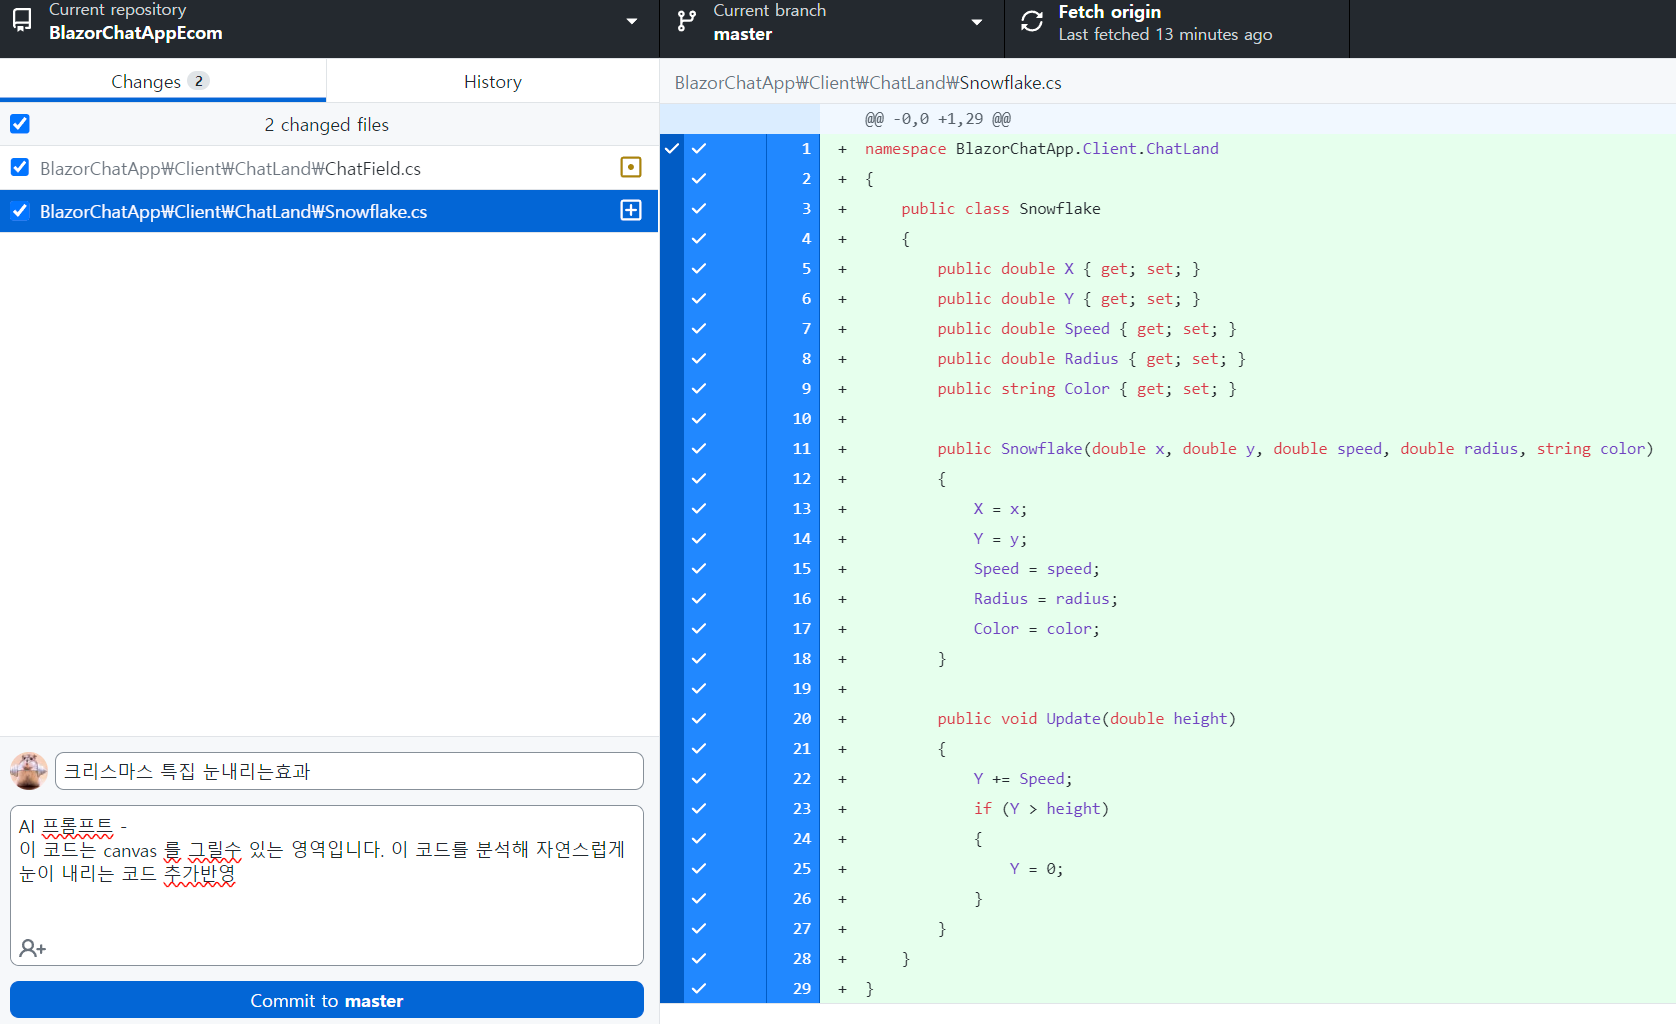 Current repository
BlazorChatAppEcom
Current branch
master
Fetch origin
Last fetched 13 minutes ago
Changes 2
History
2 changed files
BlazorChatApp₩Client₩ChatLand₩ChatField.cs
BlazorChatApp₩Client₩ChatLand₩Snowflake.cs
크리스마스 특집 눈내리는효과
AI 프롬프트 -
이 코드는 canvas 를 그릴수 있는 영역입니다. 이 코드를 분석해 자연스럽게
눈이 내리는 코드 추가반영
Commit to master
BlazorChatApp₩Client₩ChatLand₩Snowflake.cs
@@ -0,0 +1,29 @@
1 + namespace BlazorChatApp.Client.ChatLand
2 + {
3 +     public class Snowflake
4 +     {
5 +         public double X { get; set; }
6 +         public double Y { get; set; }
7 +         public double Speed { get; set; }
8 +         public double Radius { get; set; }
9 +         public string Color { get; set; }
10 +
11 +         public Snowflake(double x, double y, double speed, double radius, string color)
12 +         {
13 +             X = x;
14 +             Y = y;
15 +             Speed = speed;
16 +             Radius = radius;
17 +             Color = color;
18 +         }
19 +
20 +         public void Update(double height)
21 +         {
22 +             Y += Speed;
23 +             if (Y > height)
24 +             {
25 +                 Y = 0;
26 +             }
27 +         }
28 +     }
29 + }